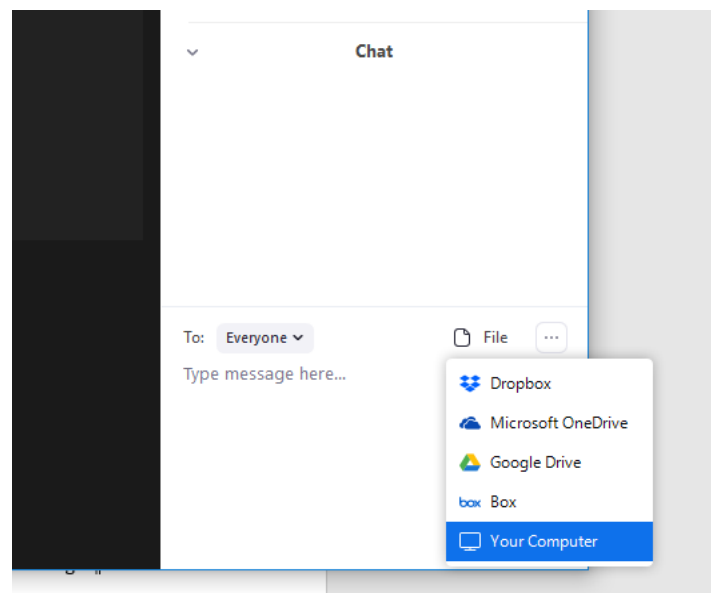 Chat
To: Everyone File ...
Type message here...
Dropbox
Microsoft OneDrive
Google Drive
box Box
Your Computer